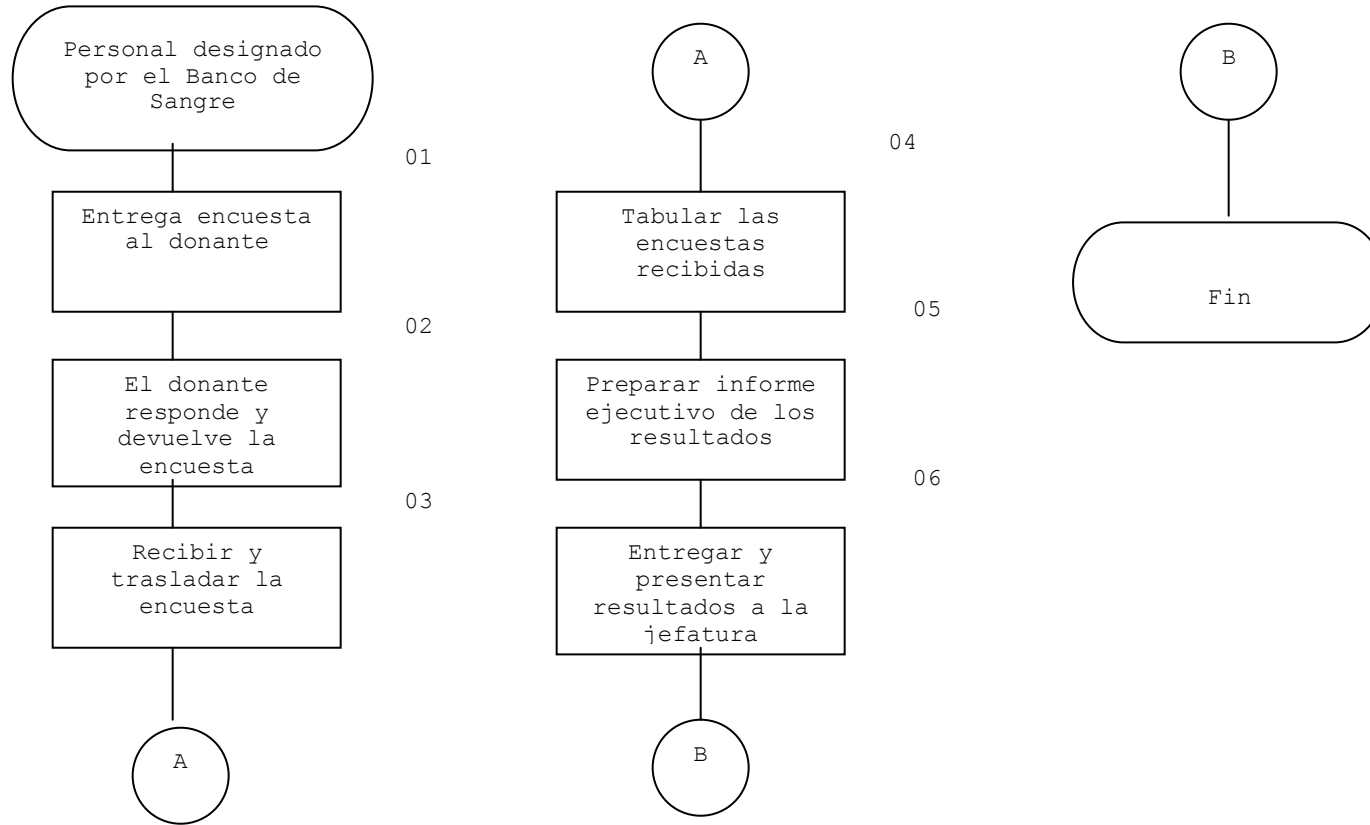 Personal designado
por el Banco de
Sangre
01
Entrega encuesta
al donante
02
El donante
responde y
devuelve la
encuesta
03
Recibir y
trasladar la
encuesta
A
A
04
Tabular las
encuestas
recibidas
05
Preparar informe
ejecutivo de los
resultados
06
Entregar y
presentar
resultados a la
jefatura
B
B
Fin